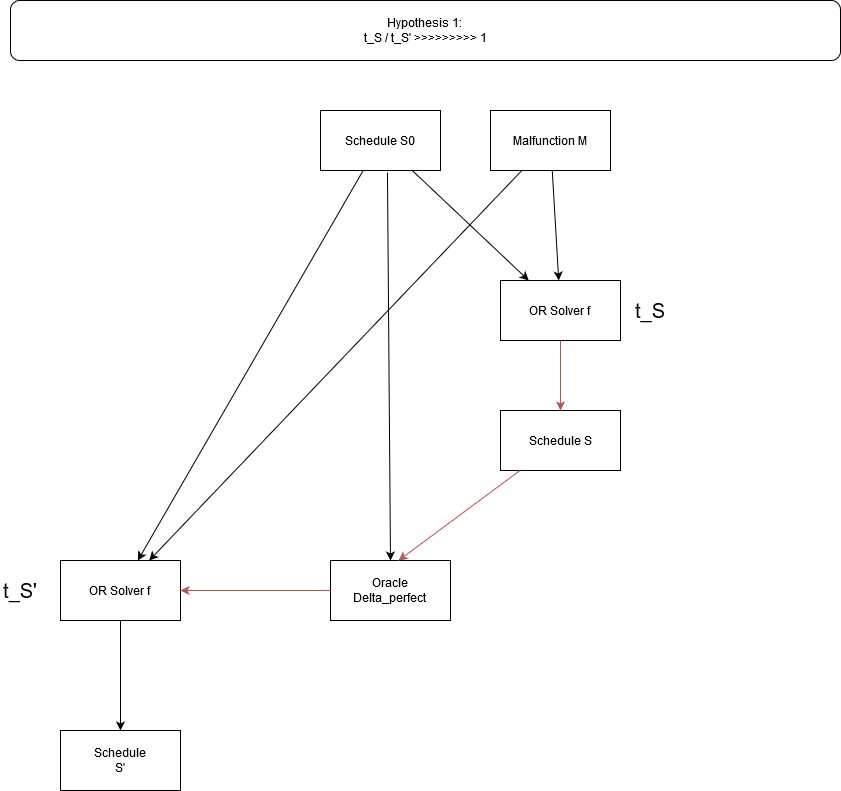 Hypothesis 1:
t_S / t_S' >>>>>>>>> 1
Schedule S0
Malfunction M
OR Solver f
t_S
Schedule S
Oracle
Delta_perfect
t_S'
OR Solver f
Schedule
S'